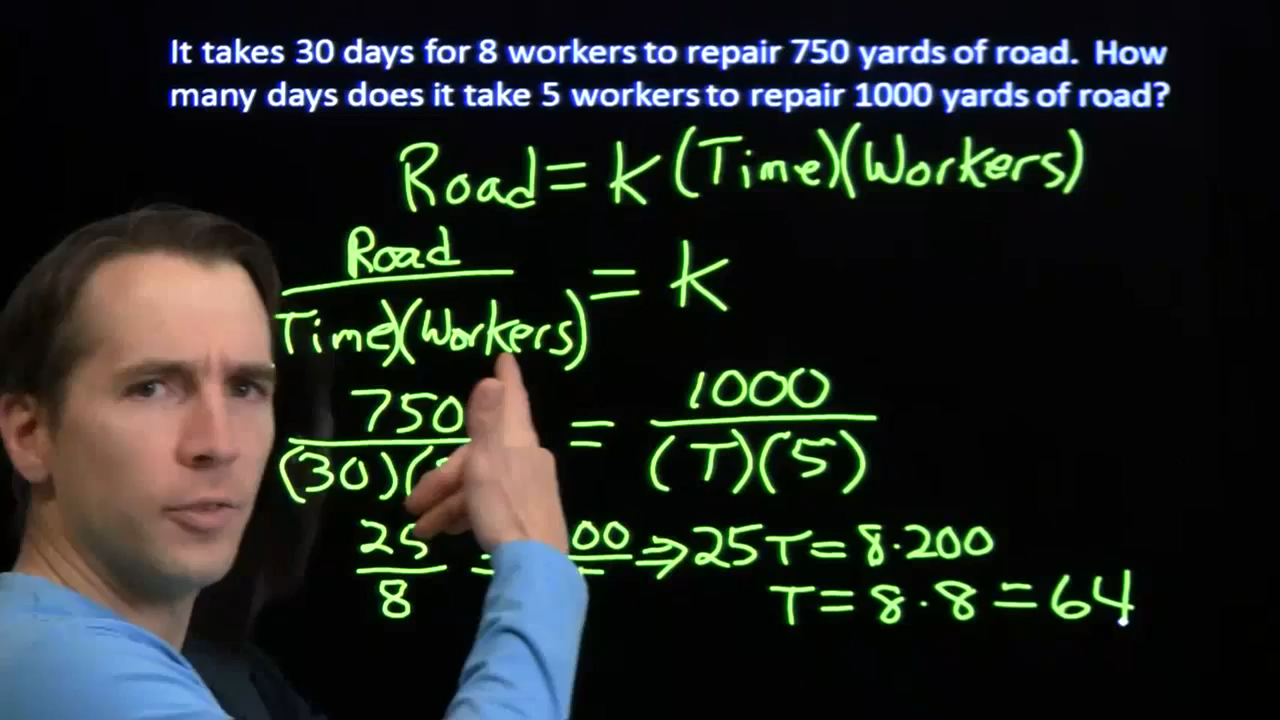 It takes 30 days for 8 workers to repair 750 yards of road. How
many days does it take 5 workers to repair 1000 yards of road?
Road = k (Time)(Workers)
Road
Time)(Workers) = k
750 = 1000
(30)( (T)(5)
25 = 00 ⇒ 25T = 8·200
8
T = 8·8 = 64